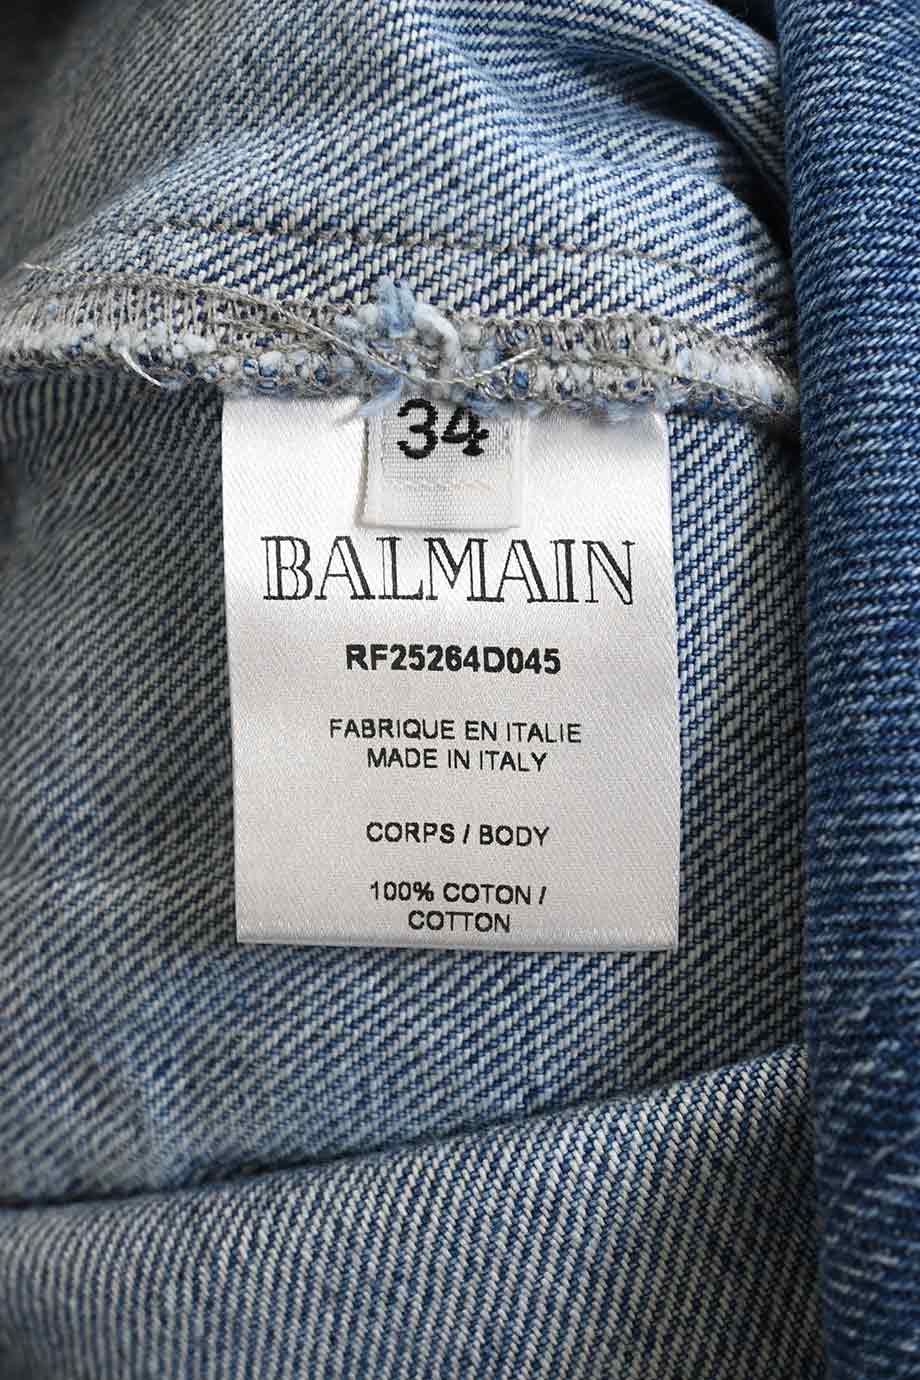 34
BALMAIN
RF25264D045
FABRIQUE EN ITALIE
MADE IN ITALY
CORPS / BODY
100% COTON /
COTTON